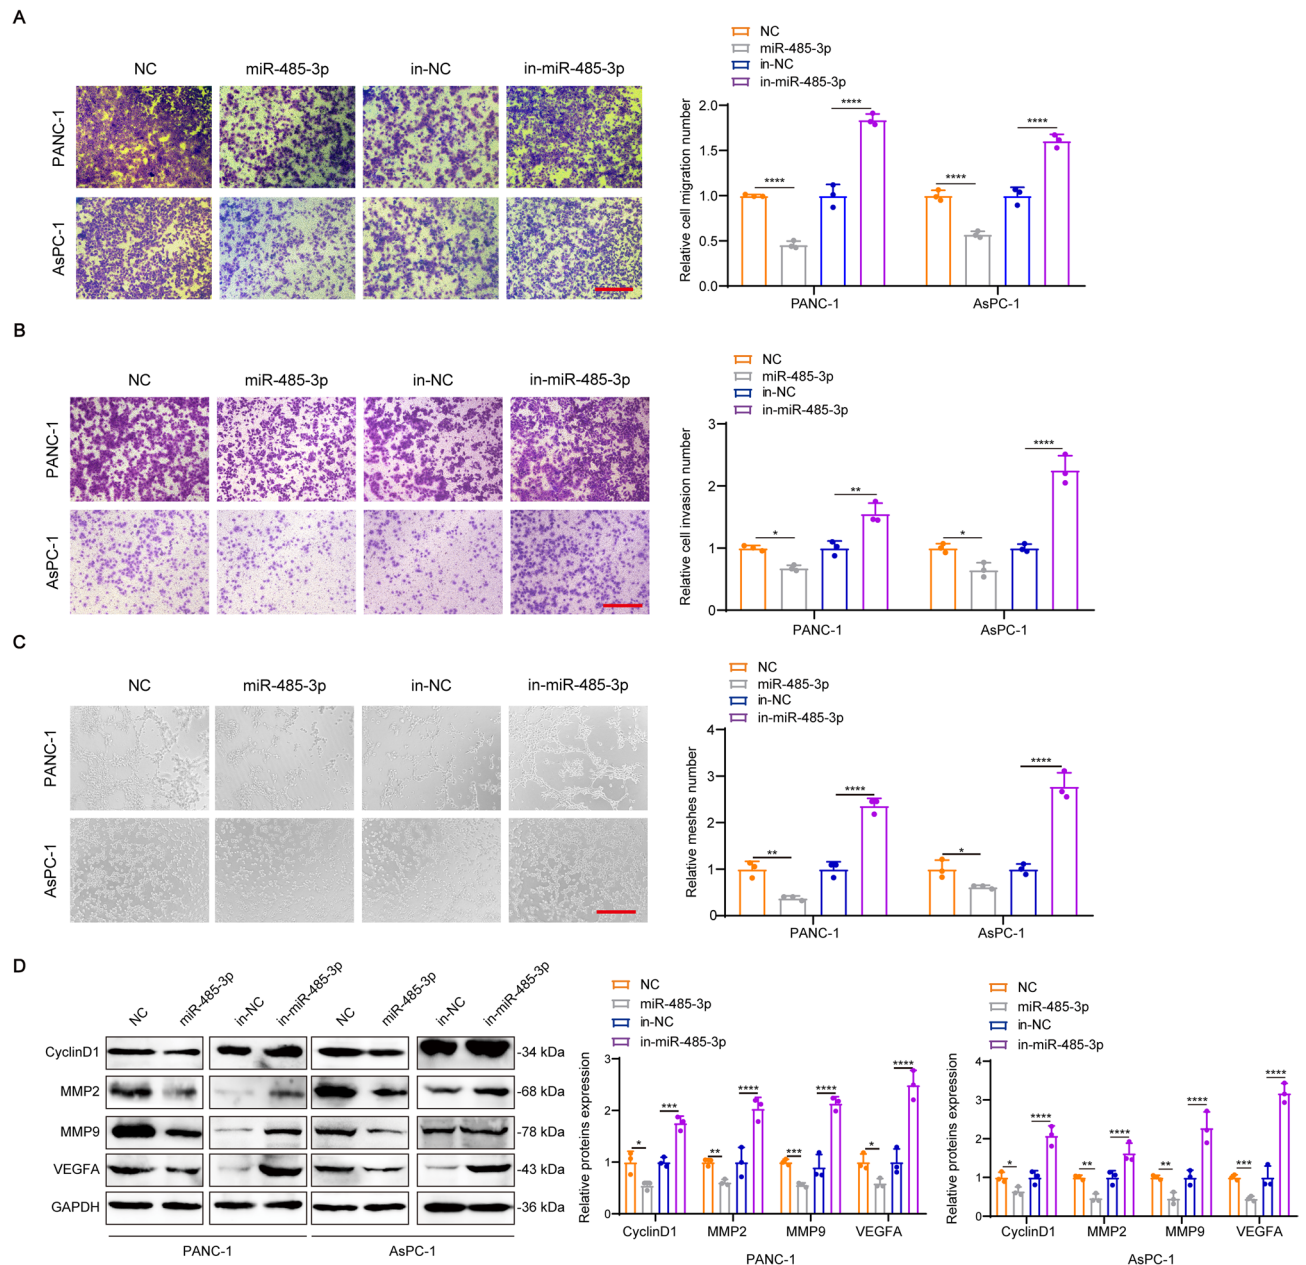 A
NC miR-485-3p in-NC in-miR-485-3p
PANC-1
AsPC-1
NC
miR-485-3p
in-NC
in-miR-485-3p
Relative cell migration number
2.0
1.5
1.0
0.5
0.0
**** **** **** ****
PANC-1 AsPC-1
B
NC miR-485-3p in-NC in-miR-485-3p
PANC-1
AsPC-1
NC
miR-485-3p
in-NC
in-miR-485-3p
Relative cell invasion number
3
2
1
0
* ** * ****
PANC-1 AsPC-1
C
NC miR-485-3p in-NC in-miR-485-3p
PANC-1
AsPC-1
NC
miR-485-3p
in-NC
in-miR-485-3p
Relative meshes number
4
3
2
1
0
** **** * ****
PANC-1 AsPC-1
D
NC miR-485-3p in-NC in-miR-485-3p NC miR-485-3p in-NC in-miR-485-3p
CyclinD1 -34 kDa
MMP2 -68 kDa
MMP9 -78 kDa
VEGFA -43 kDa
GAPDH -36 kDa
PANC-1 AsPC-1
NC
miR-485-3p
in-NC
in-miR-485-3p
Relative proteins expression
3
2
1
0
* *** ** **** *** **** * ****
CyclinD1 MMP2 MMP9 VEGFA
PANC-1
NC
miR-485-3p
in-NC
in-miR-485-3p
Relative proteins expression
4
3
2
1
0
* **** ** **** ** **** *** ****
CyclinD1 MMP2 MMP9 VEGFA
AsPC-1